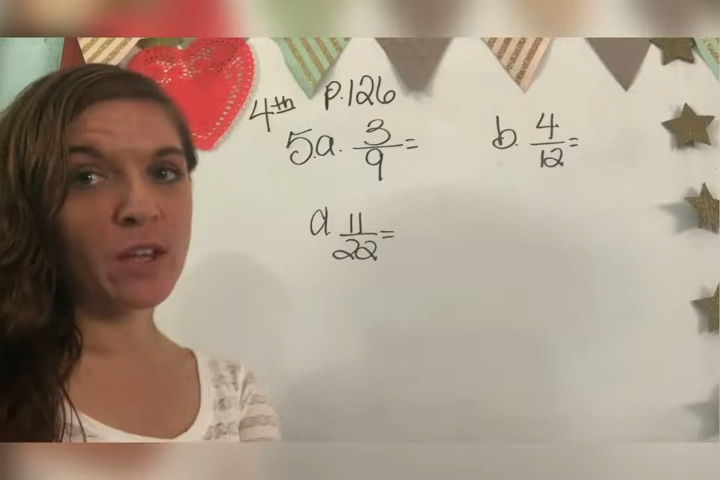 4th p.126
5.a. 3/9 = b. 4/12 =
d. 11/22 =